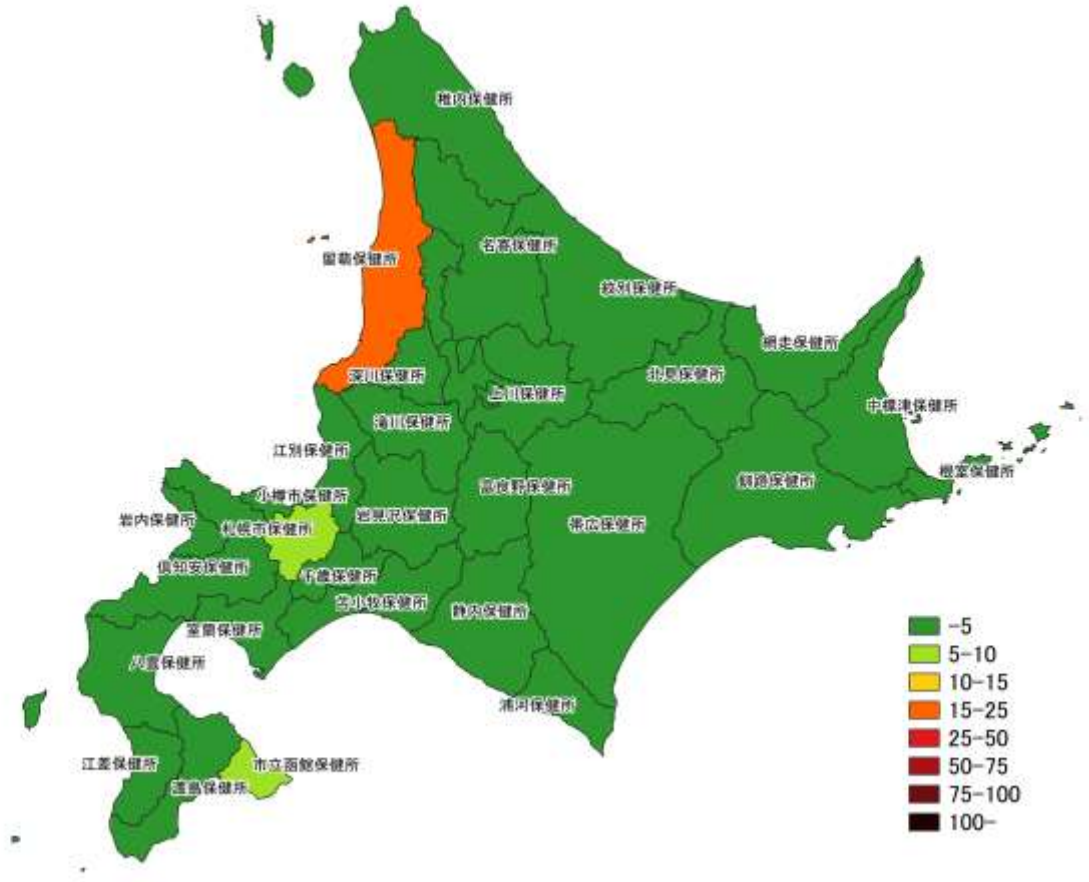 稚内保健所
名寄保健所
留萌保健所
紋別保健所
網走保健所
深川保健所
北見保健所
上川保健所
中標津保健所
滝川保健所
江別保健所
根室保健所
釧路保健所
富良野保健所
小樽市保健所
岩見沢保健所
岩内保健所
札幌市保健所
帯広保健所
倶知安保健所
千歳保健所
苫小牧保健所
静内保健所
室蘭保健所
八雲保健所
浦河保健所
江差保健所
市立函館保健所
渡島保健所
-5
5-10
10-15
15-25
25-50
50-75
75-100
100-